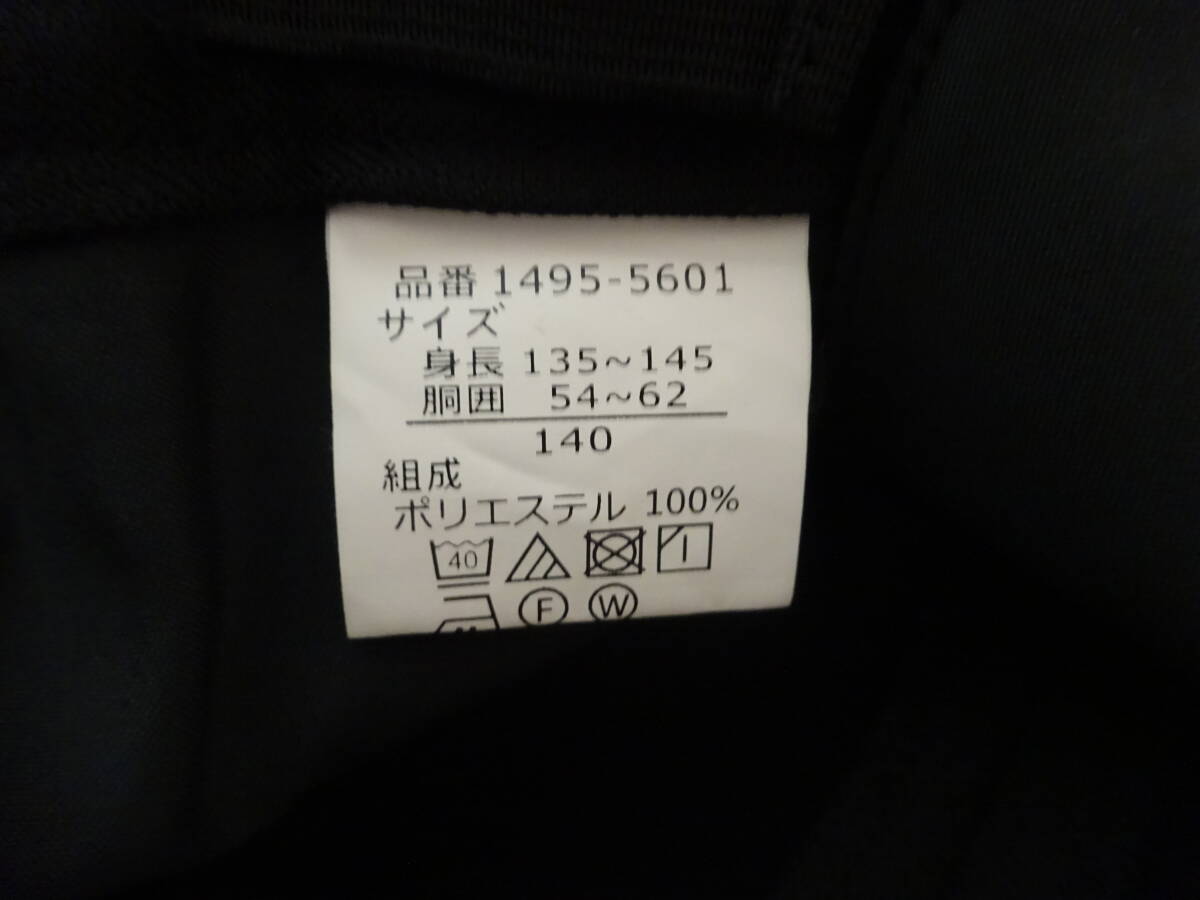 品番 1495-5601
サイズ
身長 135~145
胴囲 54~62
140
組成
ポリエステル 100%
40
F W